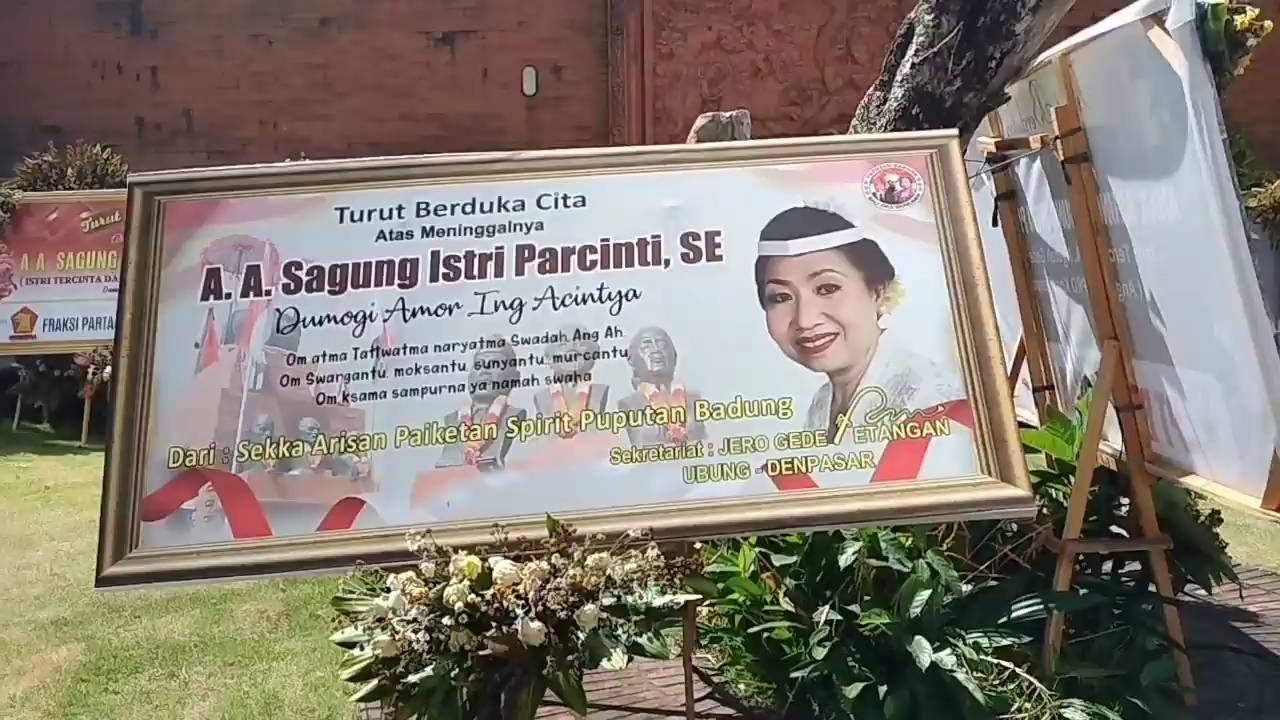 Turut Berduka Cita
Atas Meninggalnya
A. A. Sagung Istri Parcinti, SE
Dumogi Amor Ing Acintya
Om atma Tattwatma naryatma Swadah Ang Ah
Om Swargantu, moksantu, sunyantu, murcantu,
Om ksama sampurna ya namah swaha
Dari : Sekka Arisan Paiketan Spirit Puputan Badung
Sekretariat : JERO GEDE PETANGAN
UBUNG - DENPASAR
Turut
A A SAGUNG
( ISTRI TERCINTA DA
FRAKSI PARTA